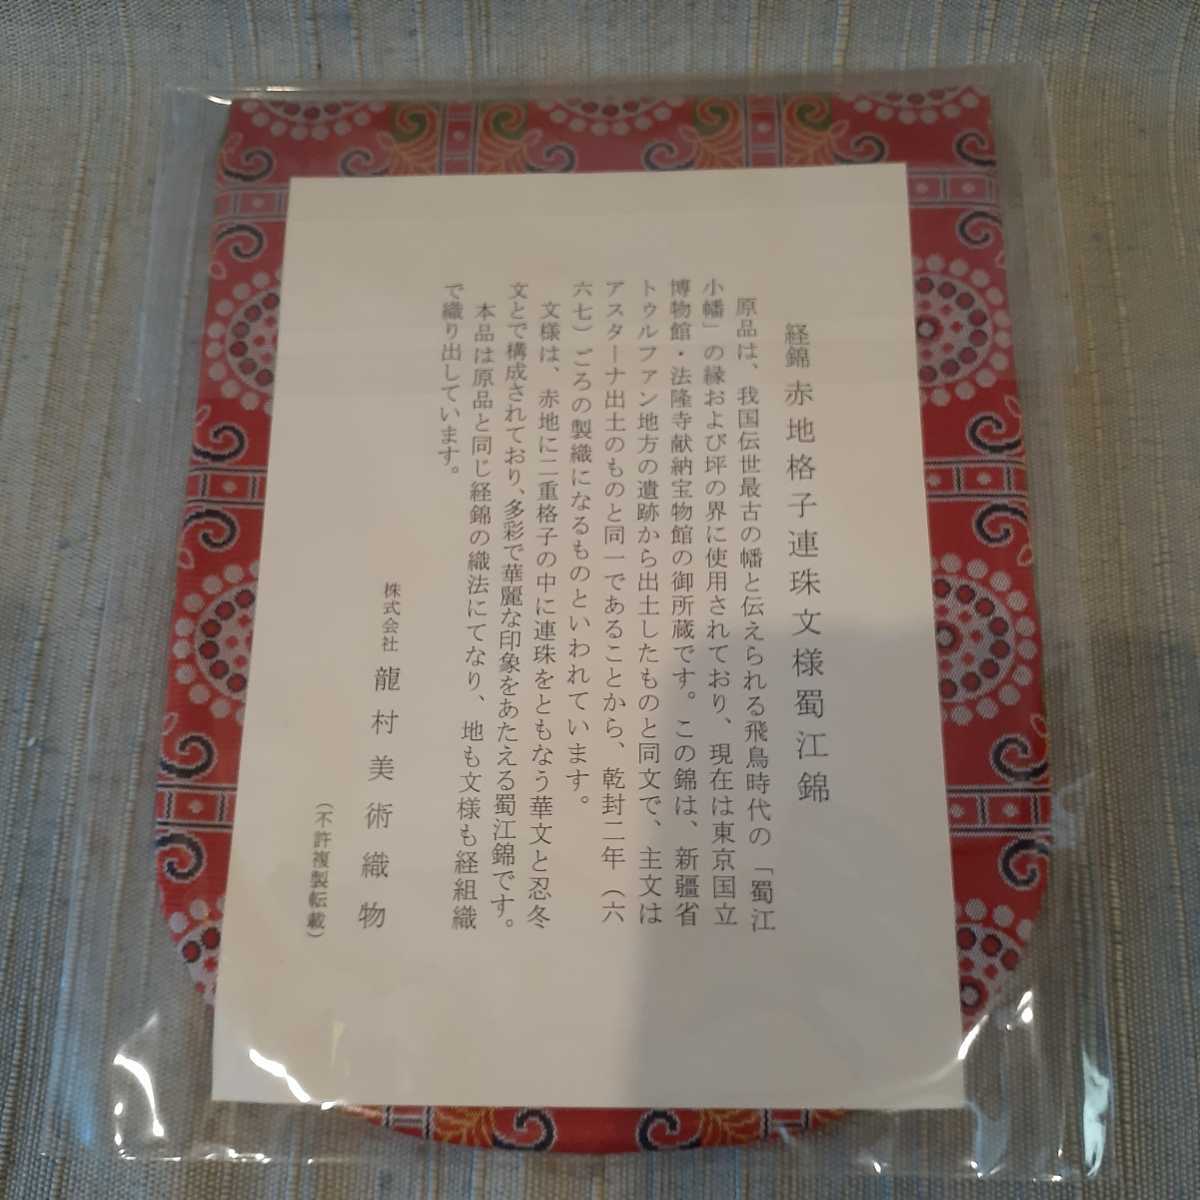 経錦 赤地格子連珠文様蜀江錦
原品は、我国伝世最古の幡と伝えられる飛鳥時代の「蜀江
小幡」の縁および坪の界に使用されており、現在は東京国立
博物館・法隆寺献納宝物館の御所蔵です。この錦は、新疆省
トゥルファン地方の遺跡から出土したものと同文で、主文は
アスターナ出土のものと同一であることから、乾封二年（六
六七）ごろの製織になるものといわれています。
文様は、赤地に二重格子の中に連珠をともなう華文と忍冬
文とで構成されており、多彩で華麗な印象をあたえる蜀江錦です。
本品は原品と同じ経錦の織法にてなり、地も文様も経組織
で織り出しています。
株式会社 龍村美術織物
（不許複製転載）